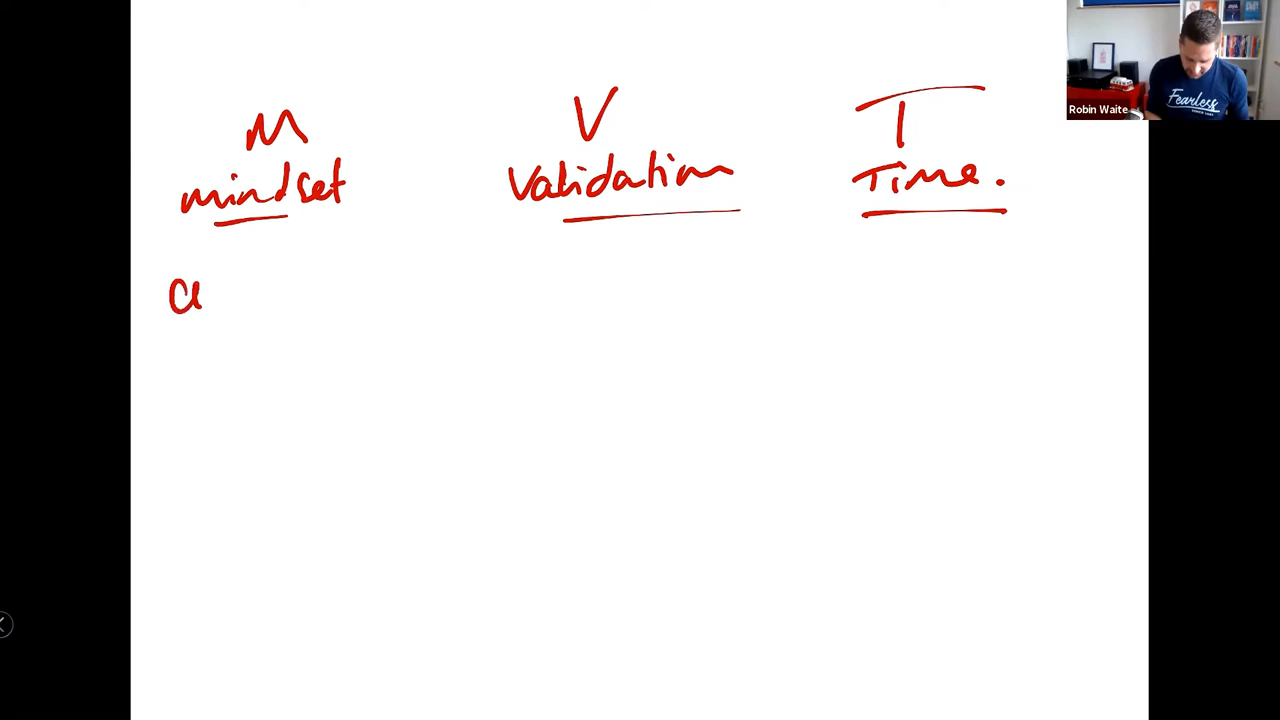 M V T
mindset validation Time.
a
Robin Waite
Fearless